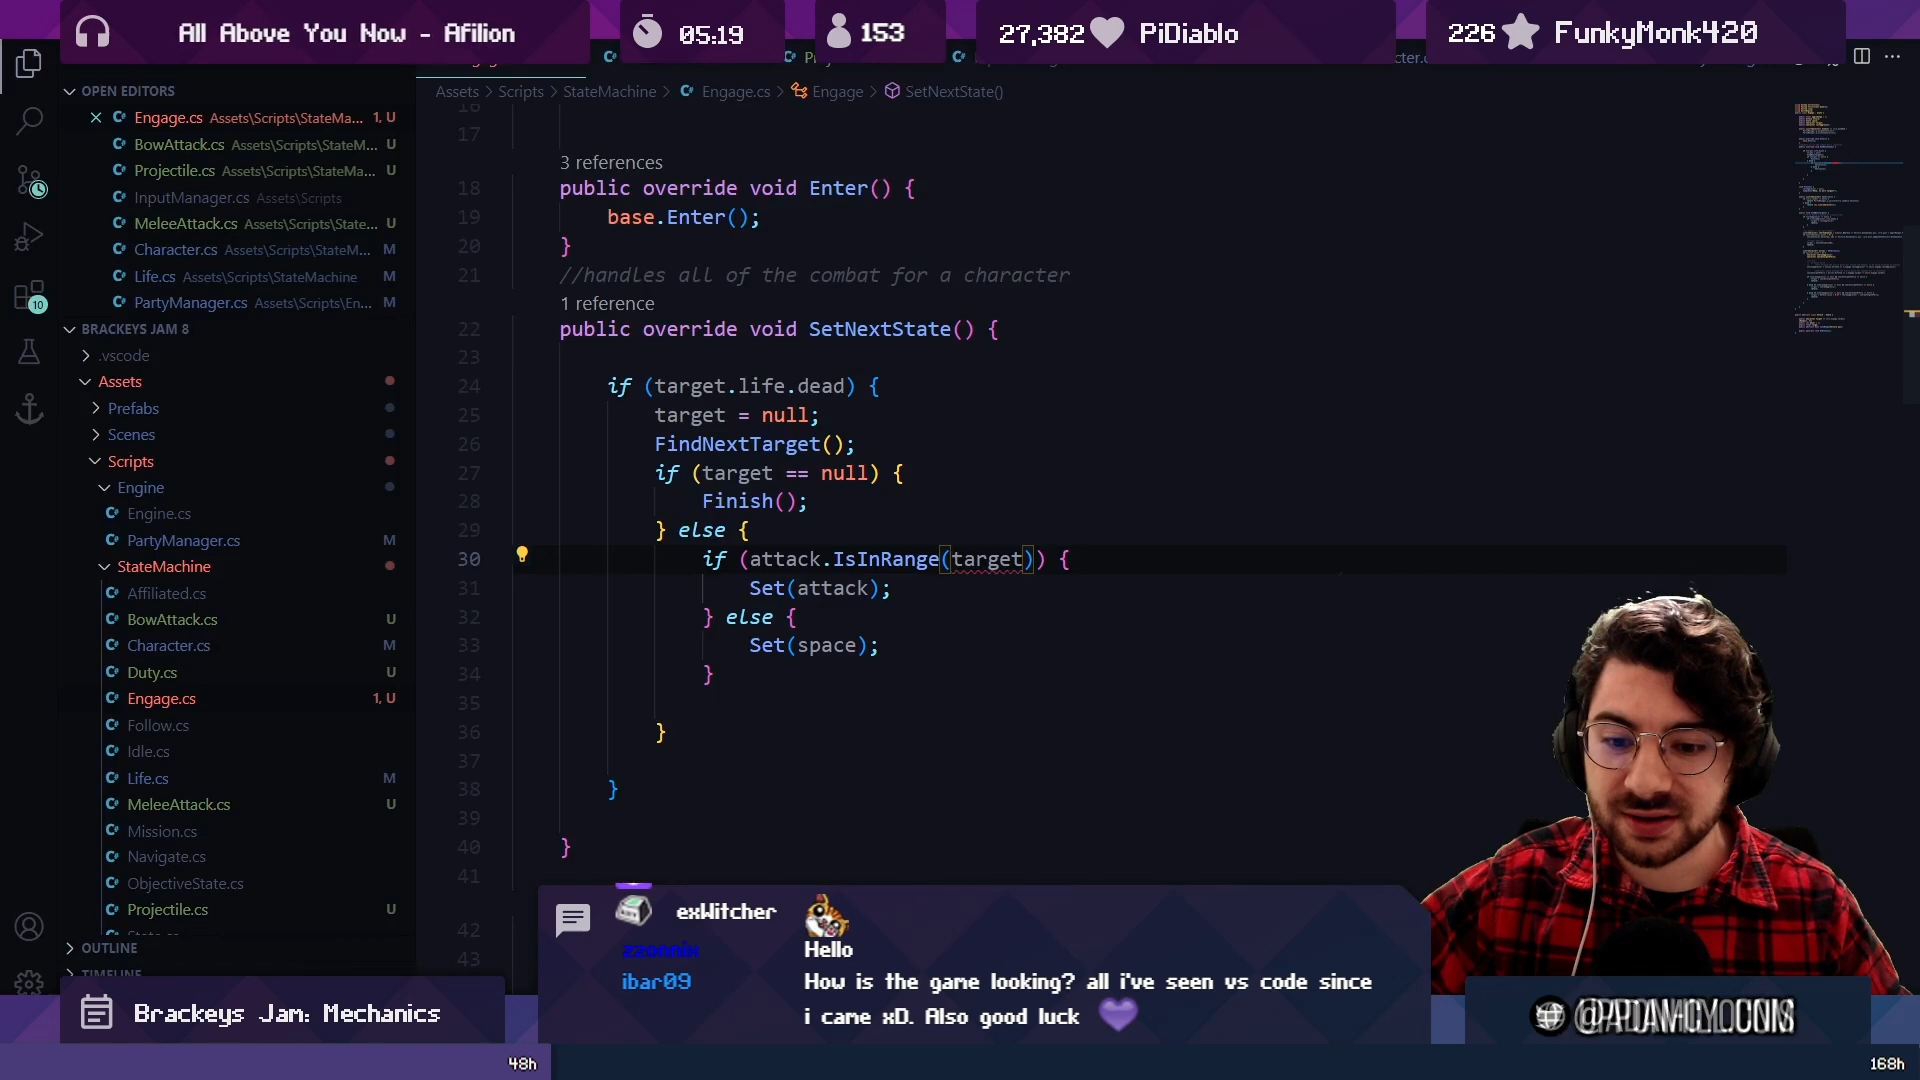 All Above You Now - Afilion
05:19
153
27,382
PiDiablo
226
FunkyMonk420
OPEN EDITORS
Engage.cs Assets\Scripts\StateMa... 1, U
BowAttack.cs Assets\Scripts\StateM... U
Projectile.cs Assets\Scripts\StateMa... U
InputManager.cs Assets\Scripts
MeleeAttack.cs Assets\Scripts\State... U
Character.cs Assets\Scripts\StateM... M
Life.cs Assets\Scripts\StateMachine M
PartyManager.cs Assets\Scripts\En... M
BRACKEYS JAM 8
.vscode
Assets
Prefabs
Scenes
Scripts
Engine
Engine.cs
PartyManager.cs M
StateMachine
Affiliated.cs
BowAttack.cs U
Character.cs M
Duty.cs U
Engage.cs 1, U
Follow.cs
Idle.cs
Life.cs M
MeleeAttack.cs U
Mission.cs
Navigate.cs
ObjectiveState.cs
Projectile.cs U
OUTLINE
TIMELINE
10
Assets > Scripts > StateMachine > Engage.cs > Engage > SetNextState()
16
17
3 references
18 public override void Enter() {
19 base.Enter();
20 }
21 //handles all of the combat for a character
1 reference
22 public override void SetNextState() {
23
24 if (target.life.dead) {
25 target = null;
26 FindNextTarget();
27 if (target == null) {
28 Finish();
29 } else {
30 if (attack.IsInRange(target)) {
31 Set(attack);
32 } else {
33 Set(space);
34 }
35
36 }
37
38 }
39
40 }
41
42
43
exWitcher
zzonnix Hello
ibar09 How is the game looking? all i've seen vs code since
i came xD. Also good luck
Brackeys Jam: Mechanics
48h
168h